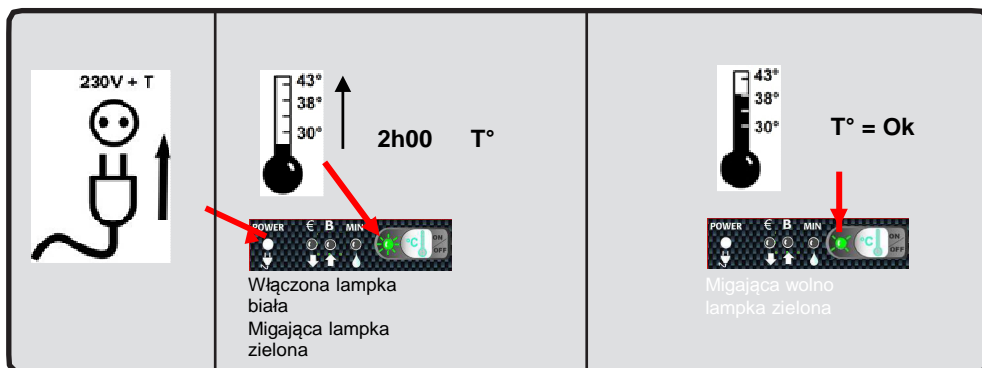 230V + T
43°
38°
30°
2h00 T°
POWER € B MIN
°C
ON
OFF
Włączona lampka
biała
Migająca lampka
zielona
43°
38°
30°
T° = Ok
POWER € B MIN
°C
ON
OFF
Migająca wolno
lampka zielona